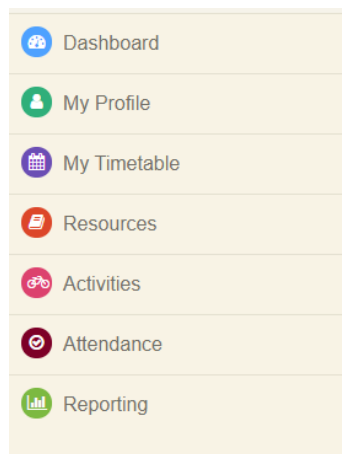 Dashboard
My Profile
My Timetable
Resources
Activities
Attendance
Reporting